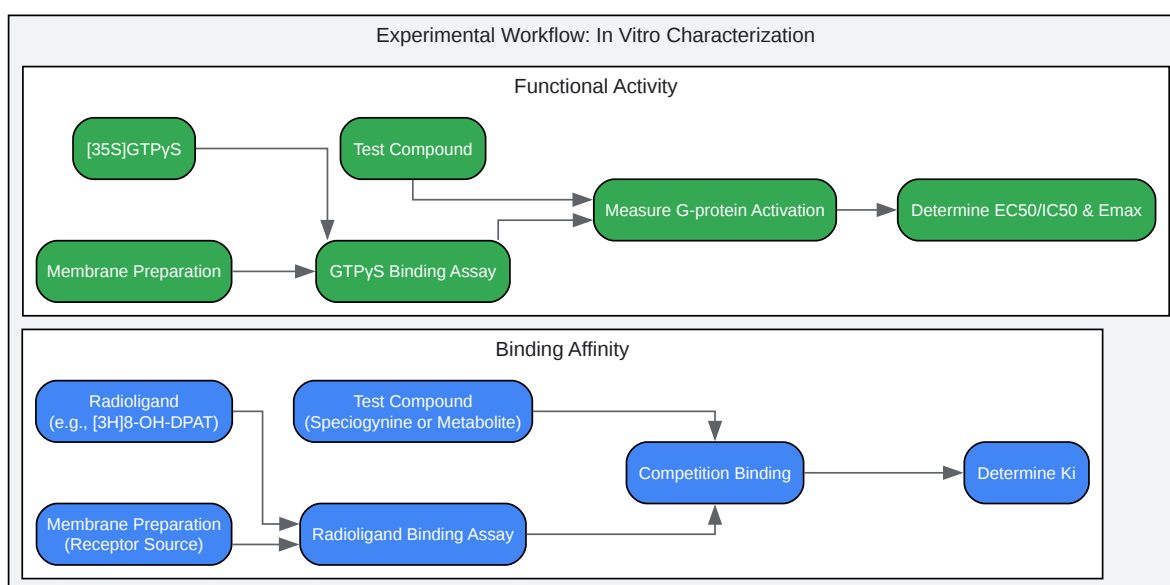 Experimental Workflow: In Vitro Characterization
Functional Activity
[35S]GTPγS
Test Compound
Measure G-protein Activation
Determine EC50/IC50 & Emax
Membrane Preparation
GTPγS Binding Assay
Binding Affinity
Radioligand
(e.g., [3H]8-OH-DPAT)
Test Compound
(Speciogynine or Metabolite)
Competition Binding
Determine Ki
Membrane Preparation
(Receptor Source)
Radioligand Binding Assay